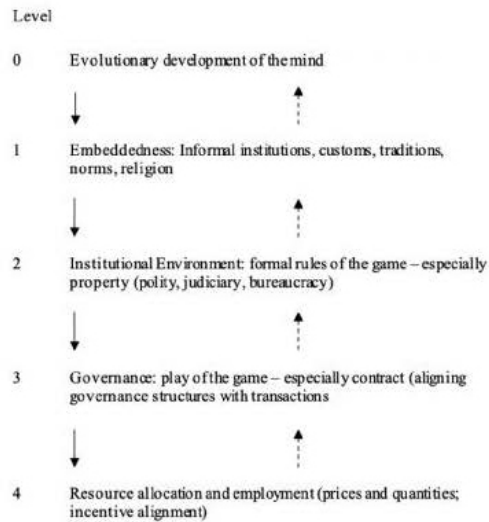 Level
0 Evolutionary development of the mind
1 Embeddedness: Informal institutions, customs, traditions,
norms, religion
2 Institutional Environment: formal rules of the game – especially
property (polity, judiciary, bureaucracy)
3 Governance: play of the game – especially contract (aligning
governance structures with transactions
4 Resource allocation and employment (prices and quantities;
incentive alignment)